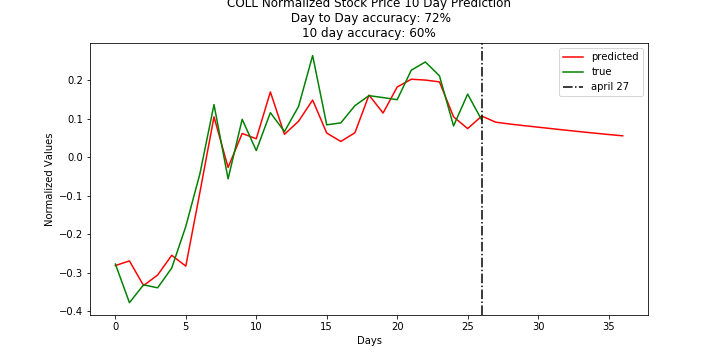 COLL Normalized Stock Price 10 Day Prediction
Day to Day accuracy: 72%
10 day accuracy: 60%
predicted
true
april 27
Normalized Values
0.2
0.1
0.0
−0.1
−0.2
−0.3
−0.4
0 5 10 15 20 25 30 35
Days